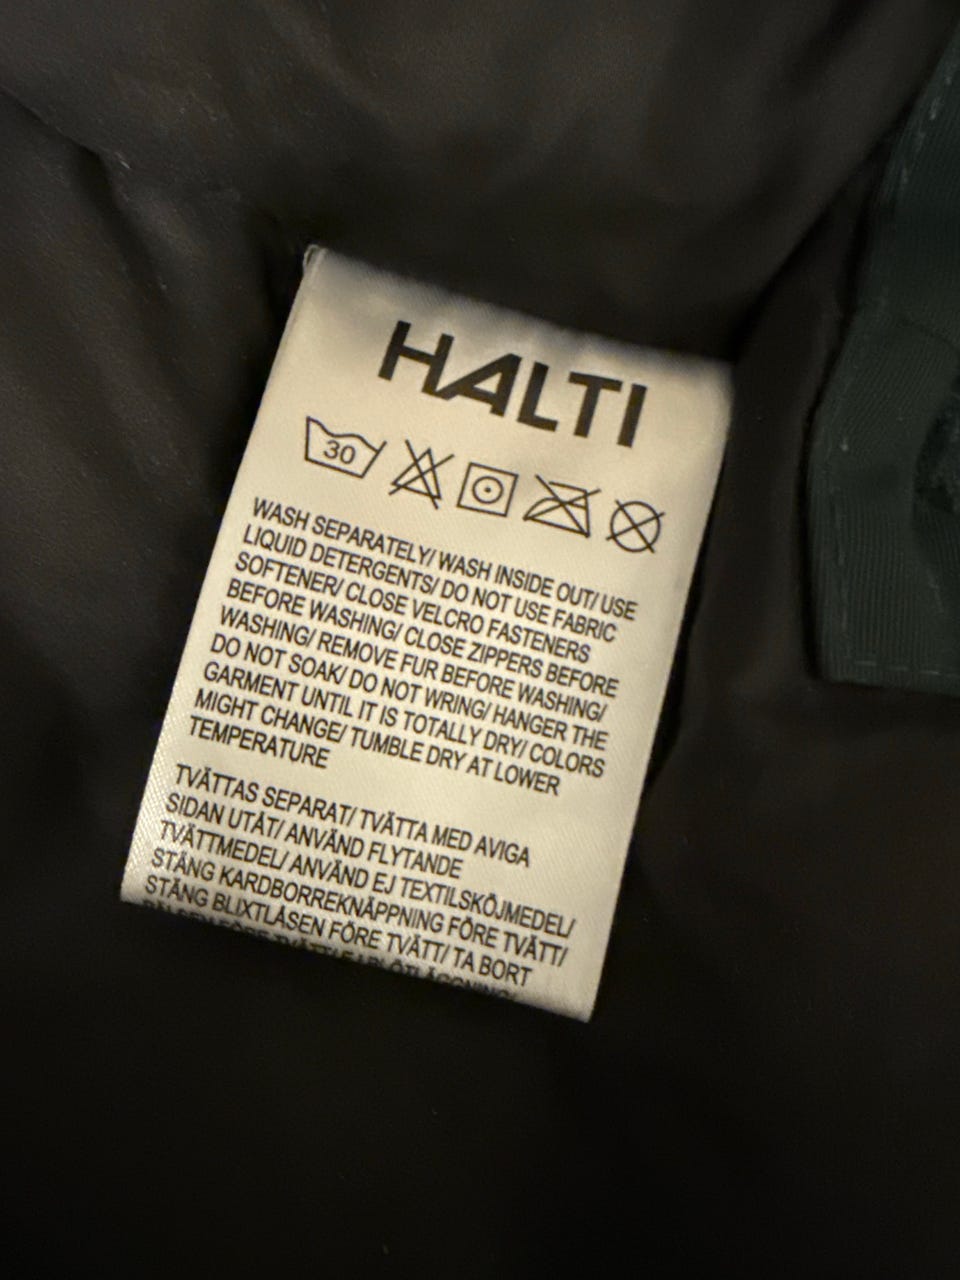 HALTI
30
WASH SEPARATELY/ WASH INSIDE OUT/ USE
LIQUID DETERGENTS/ DO NOT USE FABRIC
SOFTENER/ CLOSE VELCRO FASTENERS
BEFORE WASHING/ CLOSE ZIPPERS BEFORE
WASHING/ REMOVE FUR BEFORE WASHING/
DO NOT SOAK/ DO NOT WRING/ HANGER THE
GARMENT UNTIL IT IS TOTALLY DRY/ COLORS
MIGHT CHANGE/ TUMBLE DRY AT LOWER
TEMPERATURE
TVÄTTAS SEPARAT/ TVÄTTA MED AVIGA
SIDAN UTÅT/ ANVÄND FLYTANDE
TVÄTTMEDEL/ ANVÄND EJ TEXTILSKÖJMEDEL/
STÄNG KARDBORREKNÄPPNING FÖRE TVÄTT/
STÄNG BLIXTLÅSEN FÖRE TVÄTT/ TA BORT